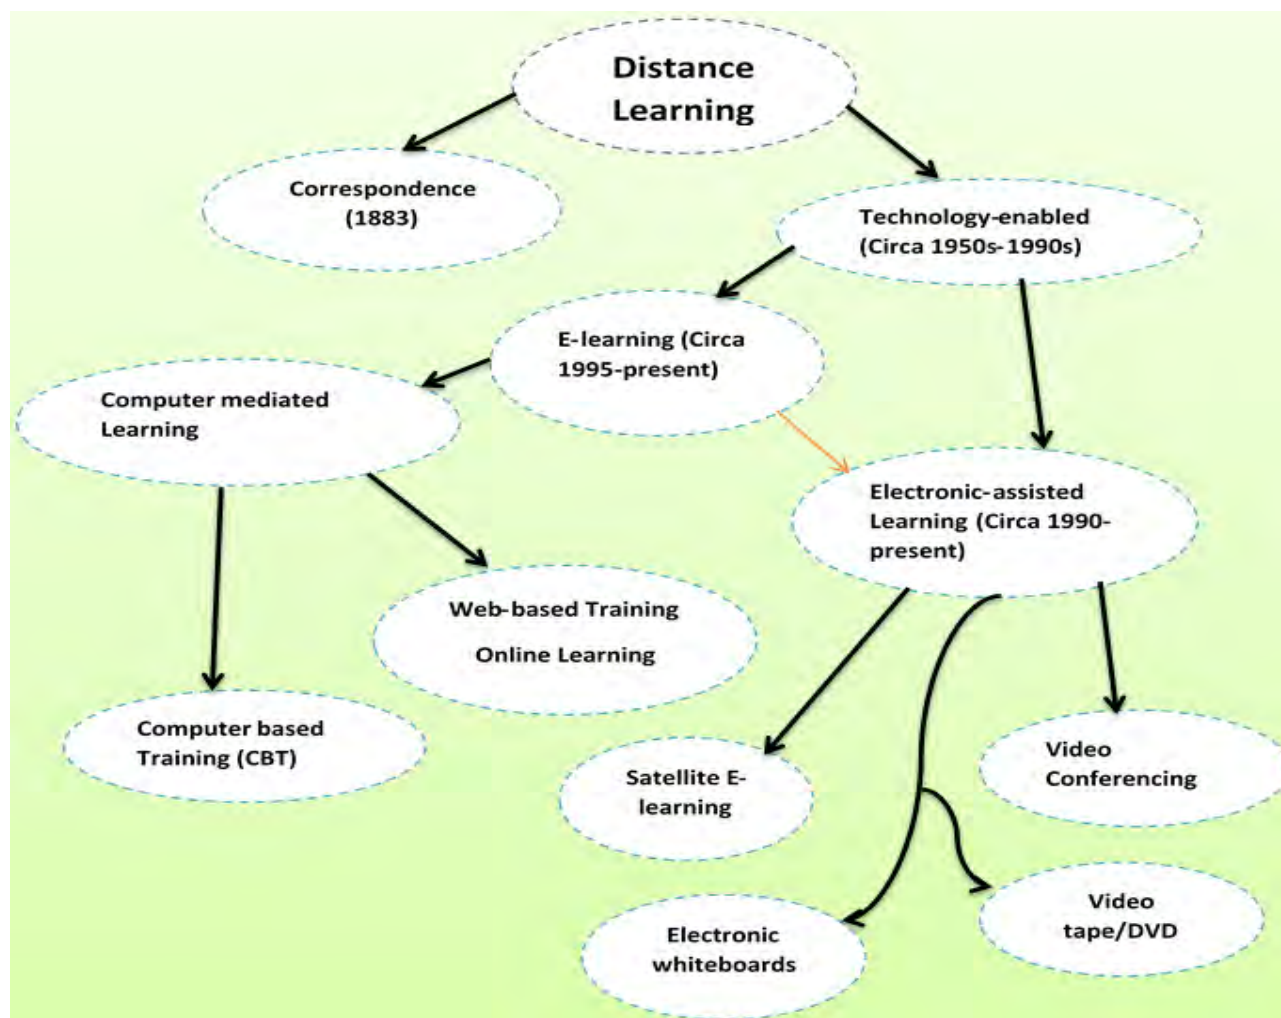 Distance
Learning
Correspondence
(1883)
Technology-enabled
(Circa 1950s-1990s)
E-learning (Circa
1995-present)
Computer mediated
Learning
Electronic-assisted
Learning (Circa 1990-
present)
Web-based Training
Online Learning
Computer based
Training (CBT)
Satellite E-
learning
Video
Conferencing
Electronic
whiteboards
Video
tape/DVD